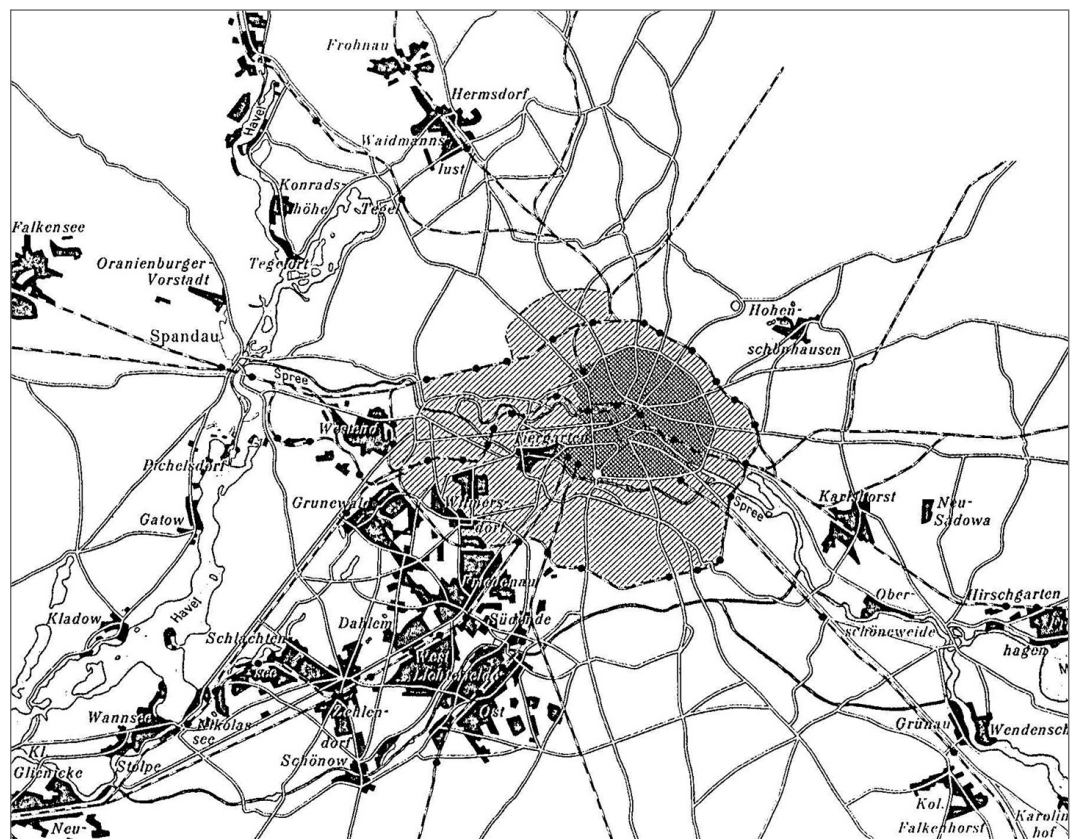 Frohnau
Hermsdorf
Havel
Waidmanns-
lust
Konrads-
höhe
Tegel
Falkensee
Oranienburger-
Vorstadt
Tegelort
Spandau
Hohen-
schönhausen
Spree
Westend
Tiergarten
Pichelsdorf
Grunewald
Wilmers-
dorf
Spree
Karlshorst
Neu-
Sadowa
Gatow
Friedenau
Kladow
Havel
Schlachten-
see
Dahlem
Südende
Ober-
schöneweide
Hirschgarten
hagen
West
Lichterfelde
Ost
Wannsee
Nikolas-
see
Zehlen-
dorf
Schönow
Grünau
Wendensch
Kl.
Glienicke
Stolpe
Neu-
Kol.
Falkenhorst
Karolin
hof